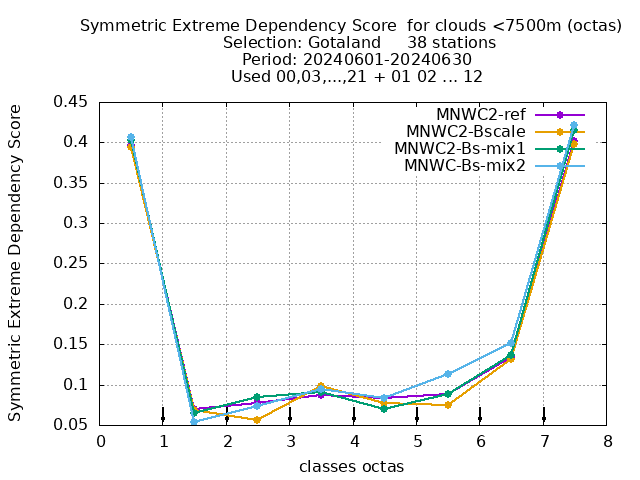 Symmetric Extreme Dependency Score  for clouds <7500m (octas)
Selection: Gotaland     38 stations
Period: 20240601-20240630
Used 00,03,...,21 + 01 02 ... 12
MNWC2-ref
MNWC2-Bscale
MNWC2-Bs-mix1
MNWC-Bs-mix2
Symmetric Extreme Dependency Score
0.45
0.4
0.35
0.3
0.25
0.2
0.15
0.1
0.05
0 1 2 3 4 5 6 7 8
classes octas